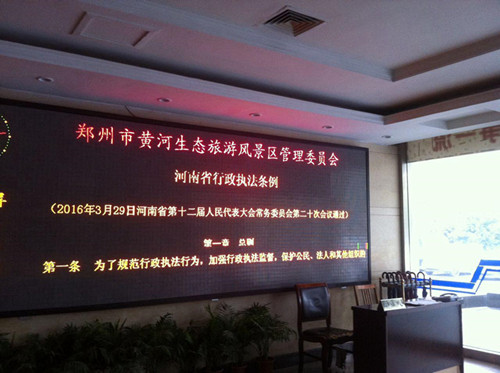 郑州市黄河生态旅游风景区管理委员会
河南省行政执法条例
(2016年3月29日河南省第十二届人民代表大会常务委员会第二十次会议通过)
第一章 总则
第一条 为了规范行政执法行为,加强行政执法监督,保护公民、法人和其他组织的